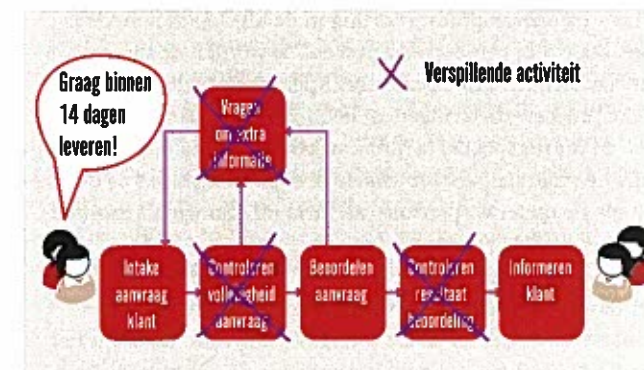 Graag binnen
14 dagen
leveren!
Verspillende activiteit
Vragen
om extra
informatie
Intake
aanvraag
klant
Controleren
volledigheid
aanvraag
Beoordelen
aanvraag
Controleren
resultaat
beoordeling
Informeren
klant